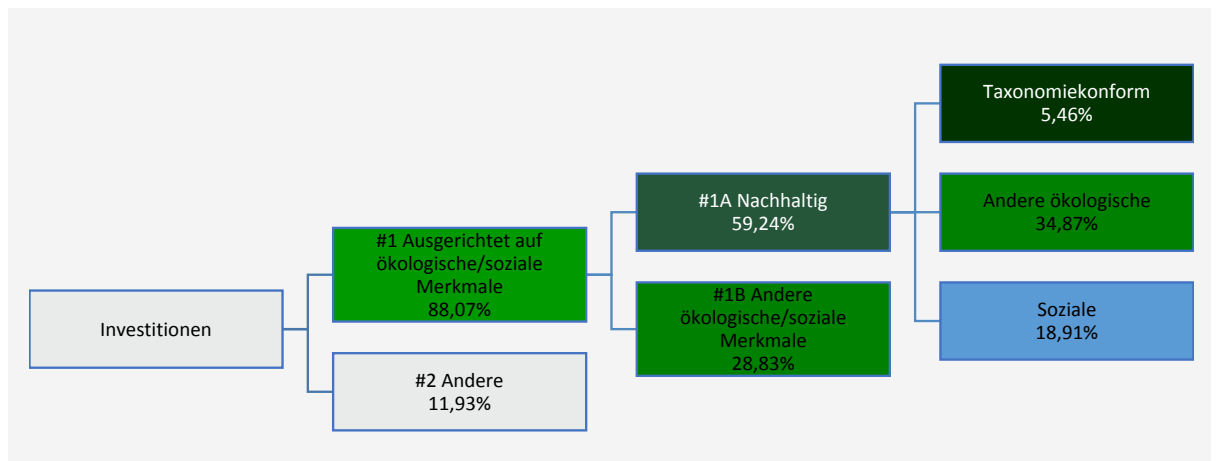 Investitionen
#1 Ausgerichtet auf
ökologische/soziale
Merkmale
88,07%
#2 Andere
11,93%
#1A Nachhaltig
59,24%
#1B Andere
ökologische/soziale
Merkmale
28,83%
Taxonomiekonform
5,46%
Andere ökologische
34,87%
Soziale
18,91%